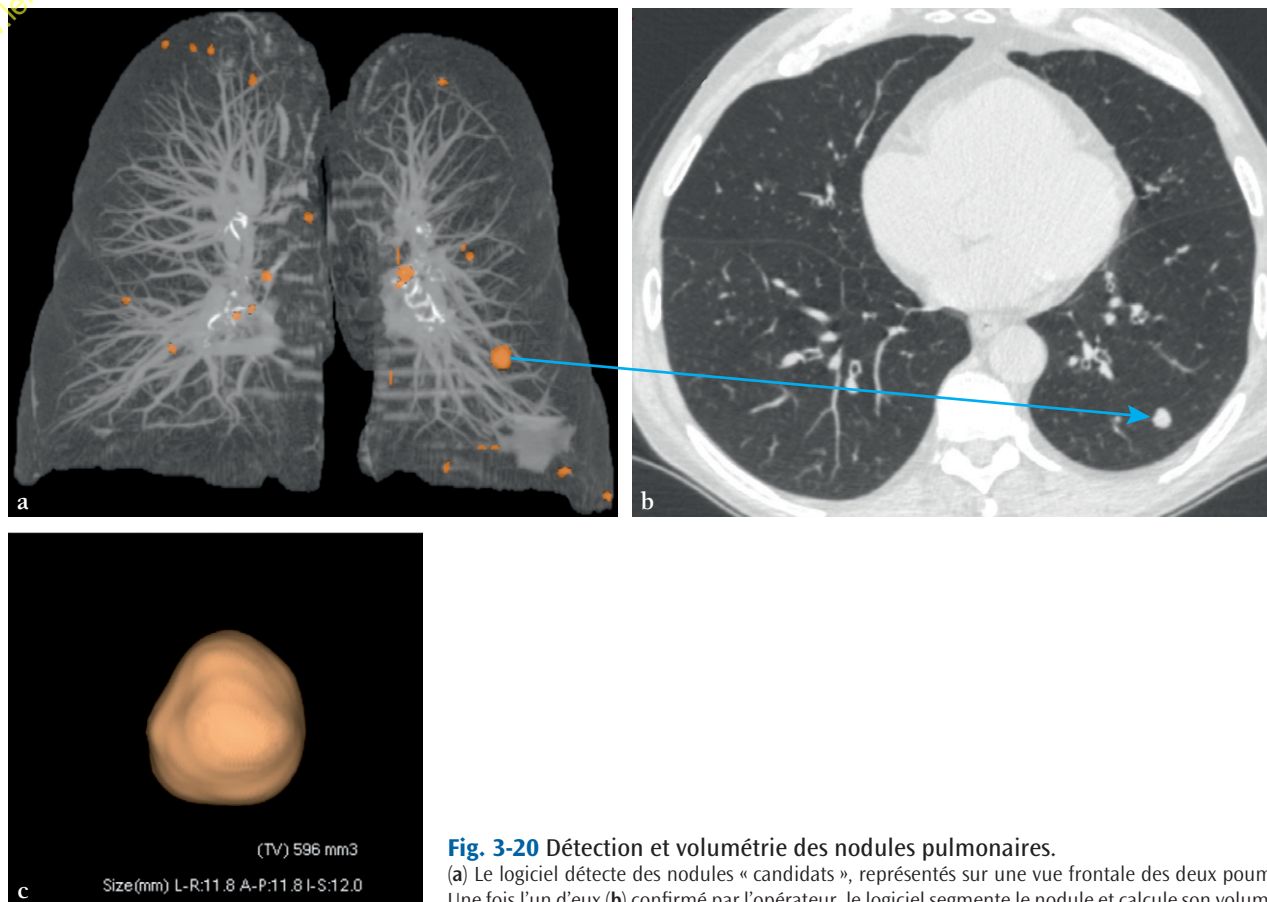 a
b
(TV) 596 mm3
Size(mm) L-R:11.8 A-P:11.8 I-S:12.0
c
Fig. 3-20 Détection et volumétrie des nodules pulmonaires.
(a) Le logiciel détecte des nodules « candidats », représentés sur une vue frontale des deux
Une fois l'un d'eux (b) confirmé par l'opérateur, le logiciel segmente le nodule et calcule son